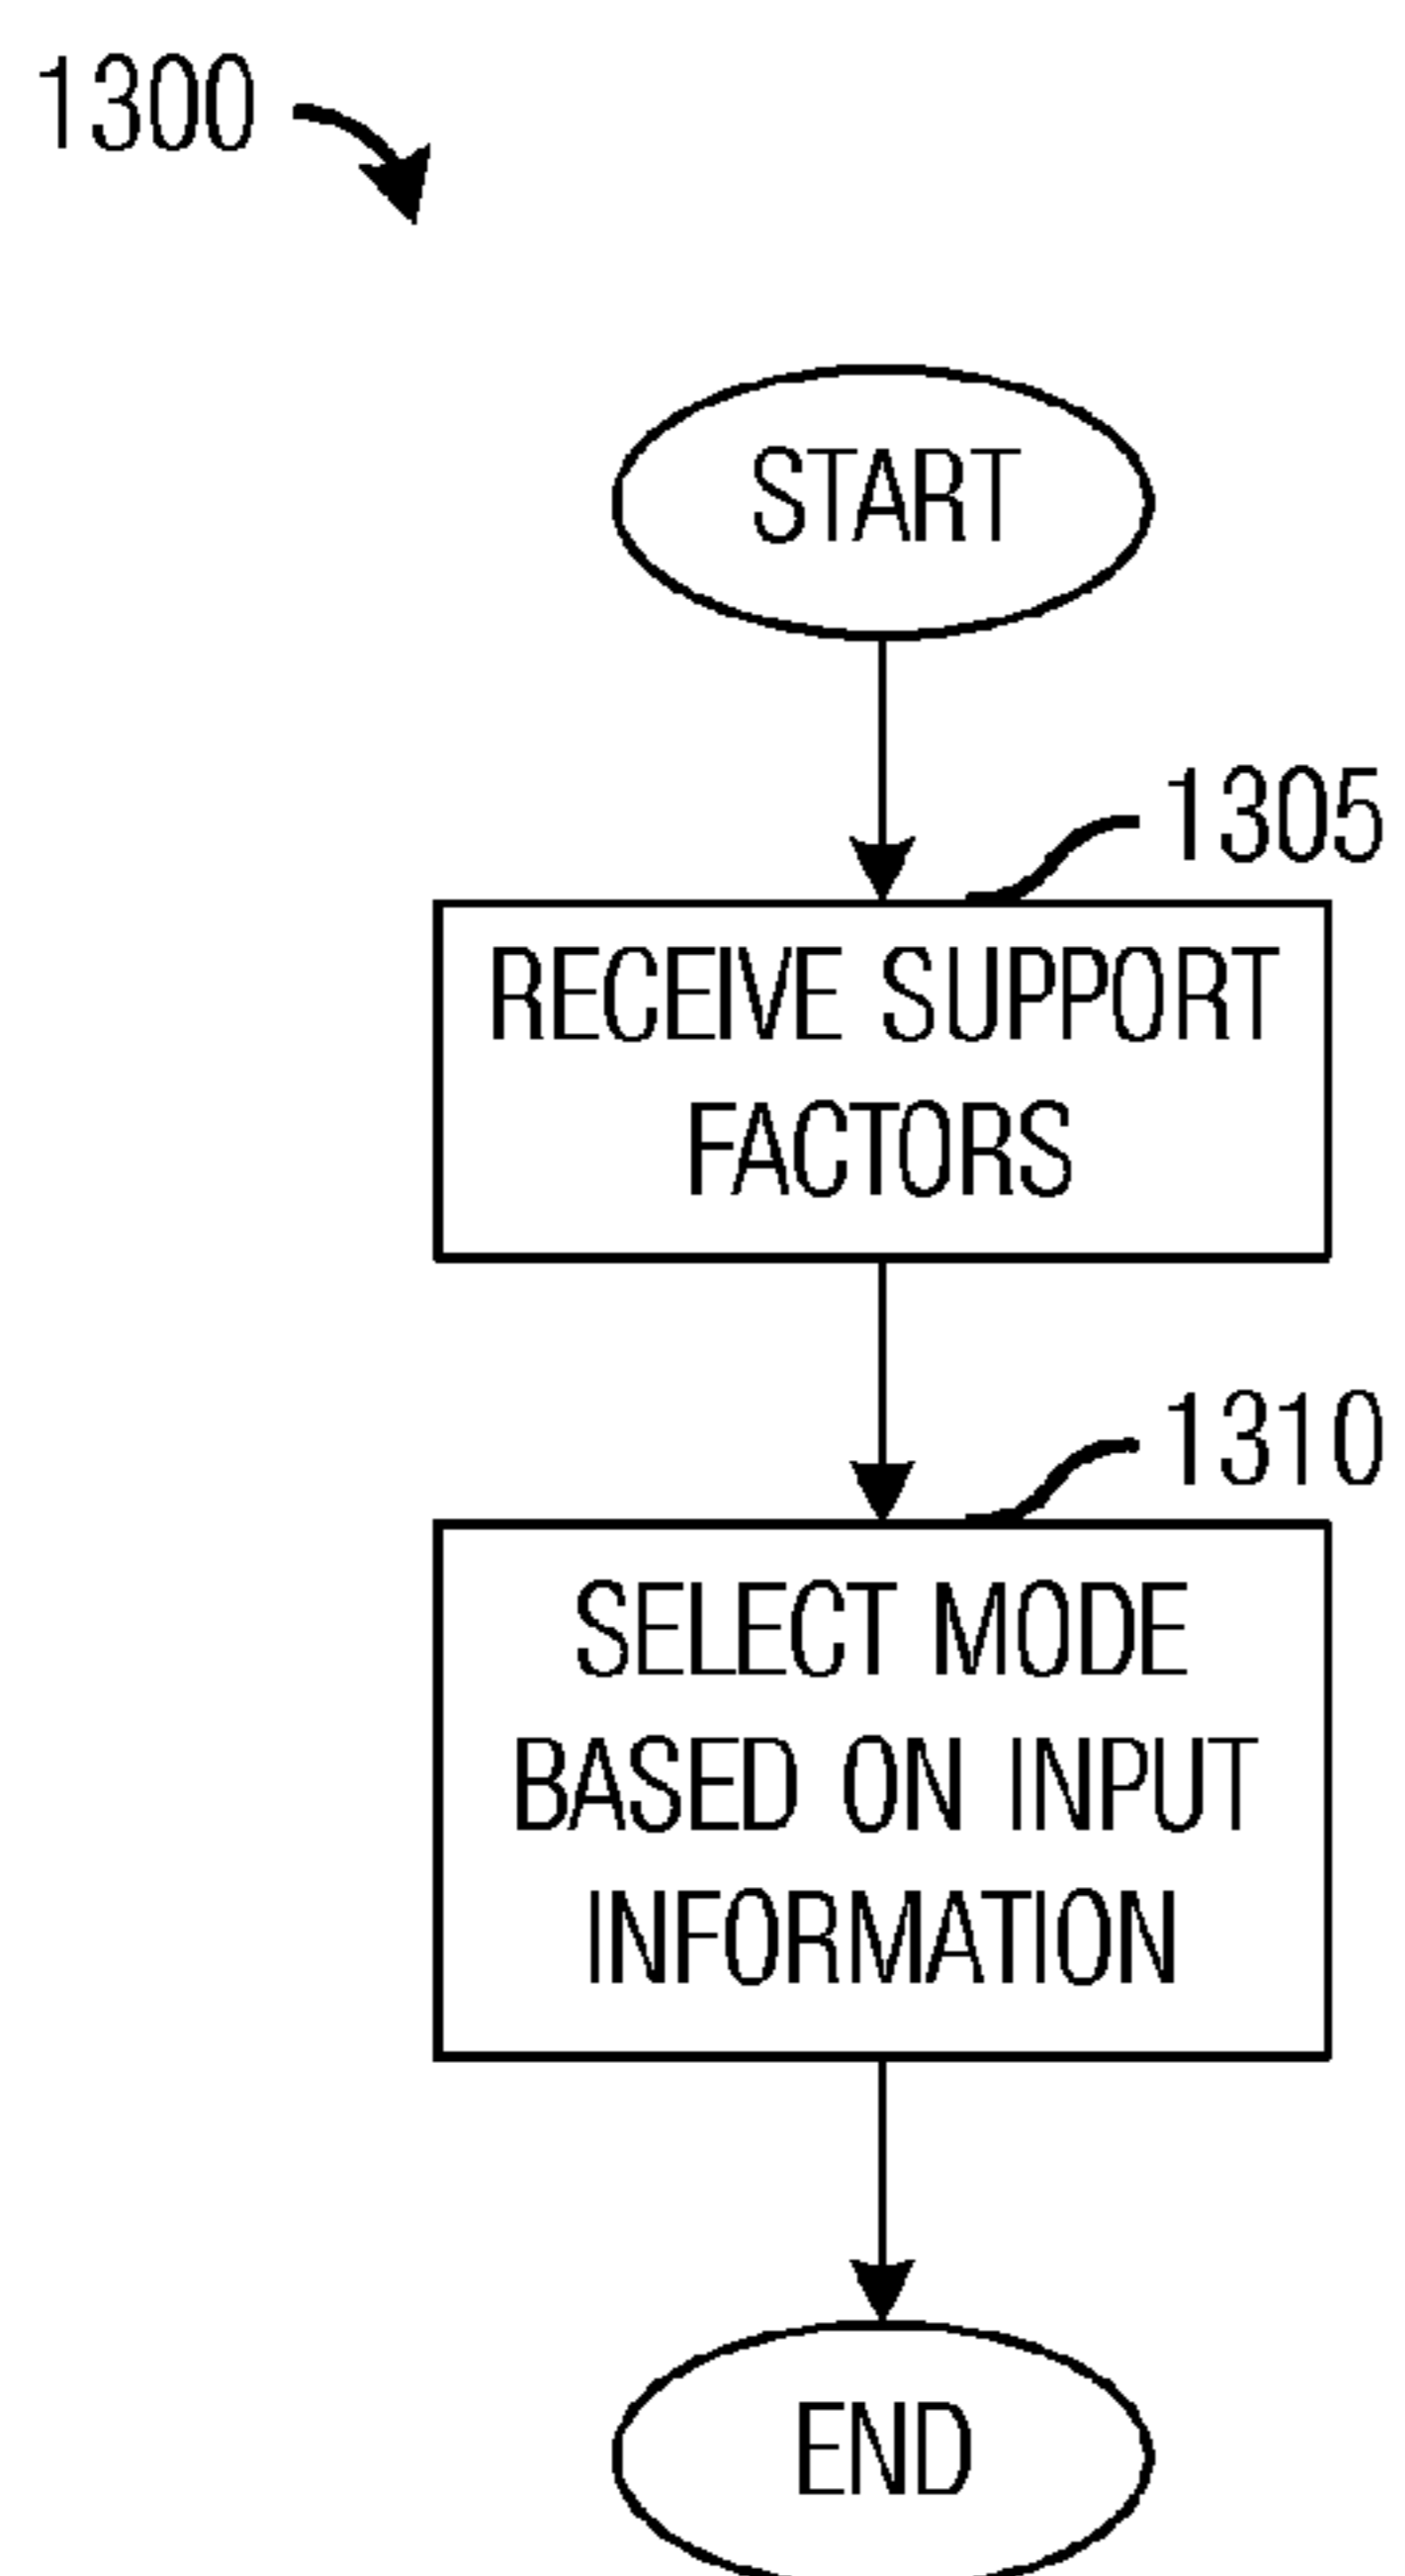 1300
START
1305
RECEIVE SUPPORT
FACTORS
1310
SELECT MODE
BASED ON INPUT
INFORMATION
END